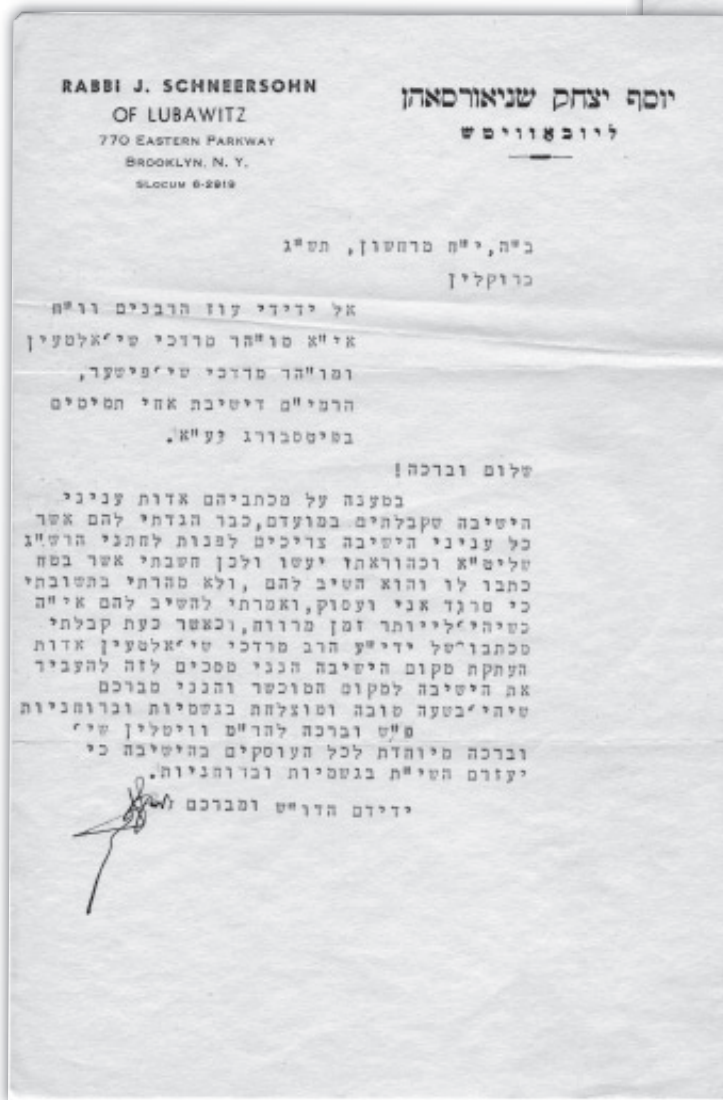 RABBI J. SCHNEERSOHN
OF LUBAWITZ
770 EASTERN PARKWAY
BROOKLYN, N. Y.
SLOCUM 6-2919
יוסף יצחק שניאורסאהן
ליובאוויטש
ב"ה, י"ח מרחשון, תש"ג
ברוקלין
אל ידידי עוז הרבנים וו"ח
אי"א מו"הר מרדכי שי'אלטעין
ומו"הר מרדכי שי'פישער,
הרמי"ם דישיבת אחי תמימים
בפיטסבורג יע"א.
שלום וברכה!
במענה על מכתביהם אדות עניני
הישיבה שקבלתים במועדם,כבר הגדתי להם אשר
כל עניני הישיבה צריכים לפנות לחתני הרש"ג
שליט"א וכהוראתו יעשו ולכן חשבתי אשר בטח
כתבו לו והוא השיב להם ,ולא מהרתי בתשובתי
כי טרוד אני ועסוק,ואמרתי להשיב להם אי"ה
כשיהי'לייותר זמן מרווח,וכאשר כעת קבלתי
מכתבו של ידי"ע הרב מרדכי שי'אלטעין אדות
העתקת מקום הישיבה הנני מסכים לזה להעביר
את הישיבה למקום המוכשר והנני מברכם
שיהי'בשעה טובה ומוצלחת בגשמיות וברוחניות
פ"ש וברכה להר"מ וויטלין שי'
וברכה מיוחדת לכל העוסקים בהישיבה כי
יעזרם השי"ת בגשמיות וברוחניות.
ידידם הדו"ש ומברכם